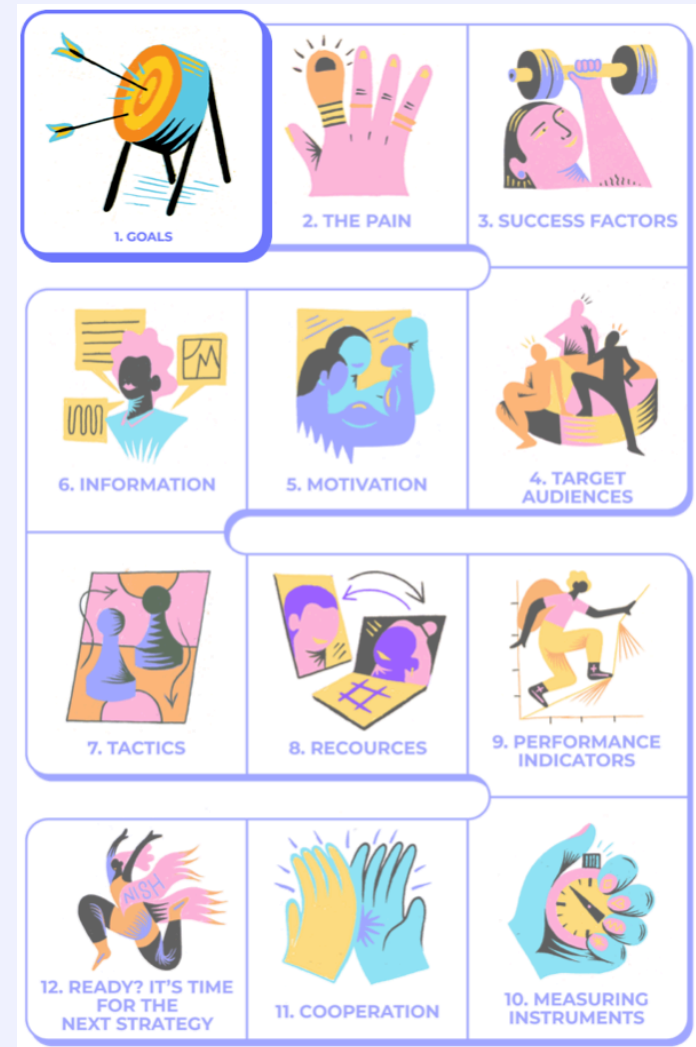 1. GOALS
2. THE PAIN
3. SUCCESS FACTORS
4. TARGET
AUDIENCES
5. MOTIVATION
6. INFORMATION
7. TACTICS
8. RECOURCES
9. PERFORMANCE
INDICATORS
10. MEASURING
INSTRUMENTS
11. COOPERATION
12. READY? IT'S TIME
FOR THE
NEXT STRATEGY
NISH